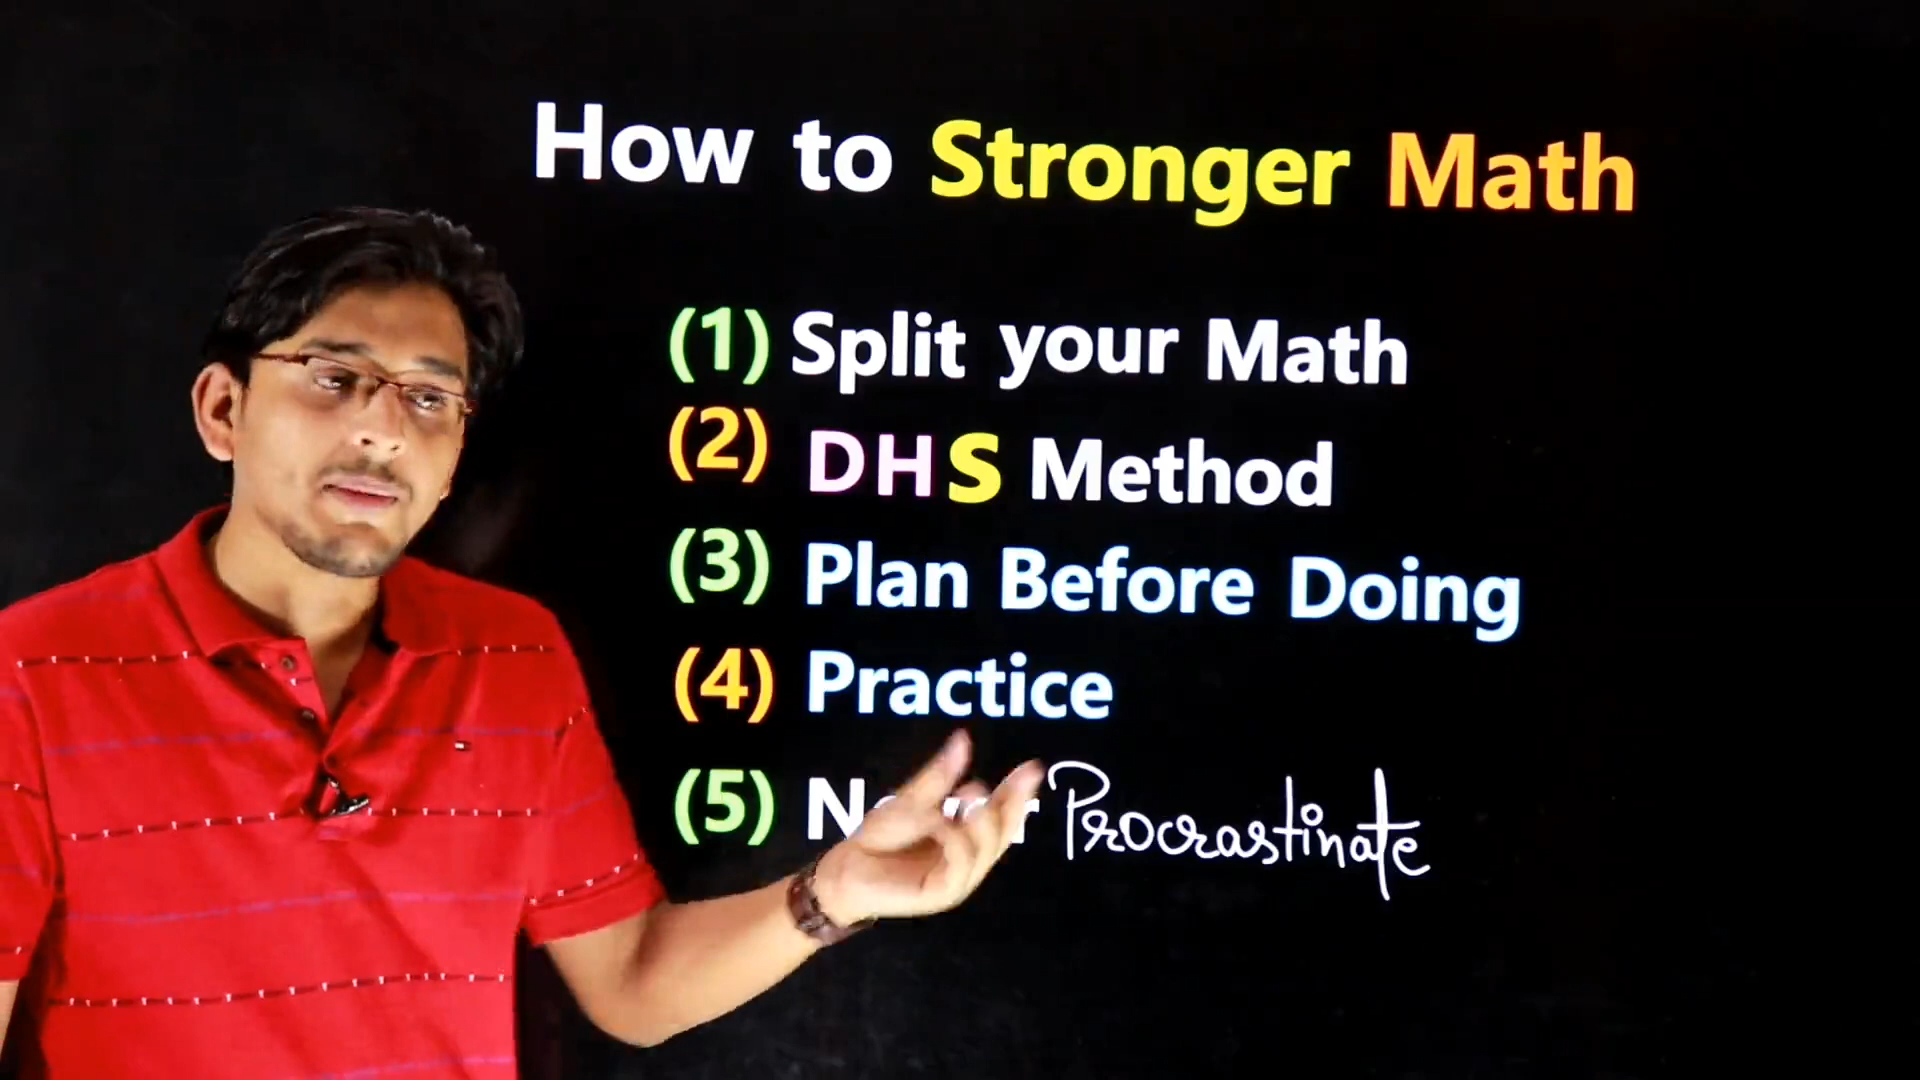 How to Stronger Math
(1) Split your Math
(2) DHS Method
(3) Plan Before Doing
(4) Practice
(5) Never Procrastinate